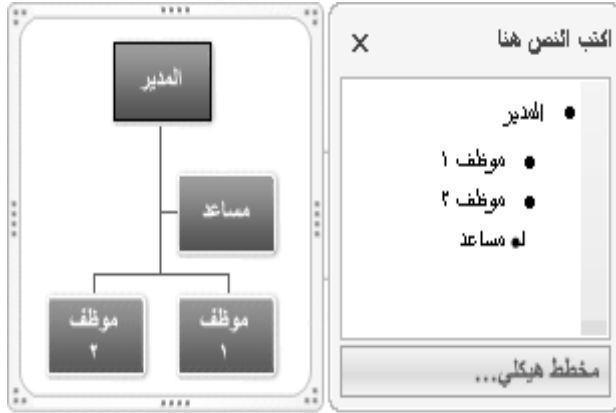 اكتب النص هنا
المدير
موظف ١
موظف ٢
مساعد
مخطط هيكلي...
المدير
مساعد
موظف
١
موظف
٢